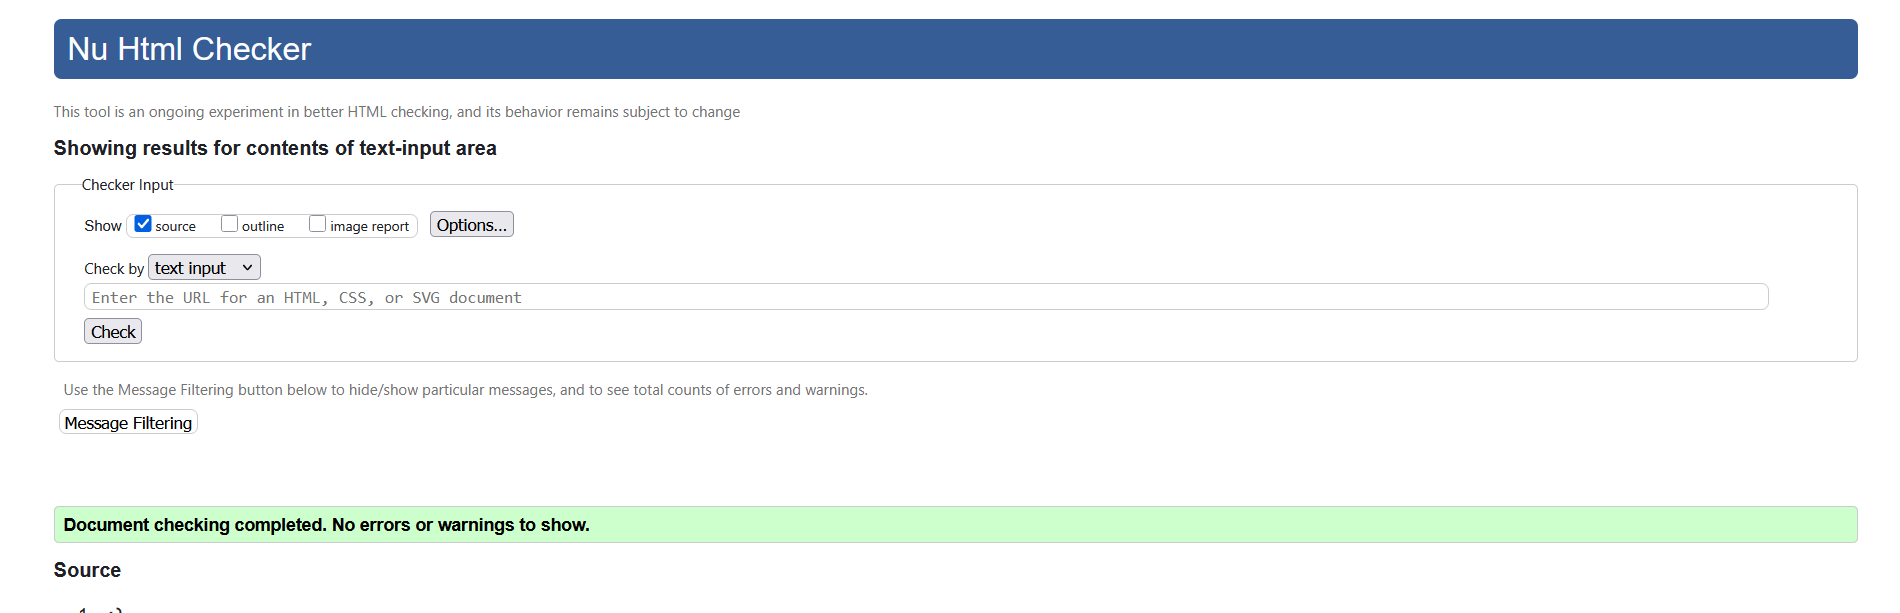 Nu Html Checker
This tool is an ongoing experiment in better HTML checking, and its behavior remains subject to change
Showing results for contents of text-input area
Checker Input
Show source outline image report Options...
Check by text input
Enter the URL for an HTML, CSS, or SVG document
Check
Use the Message Filtering button below to hide/show particular messages, and to see total counts of errors and warnings.
Message Filtering
Document checking completed. No errors or warnings to show.
Source